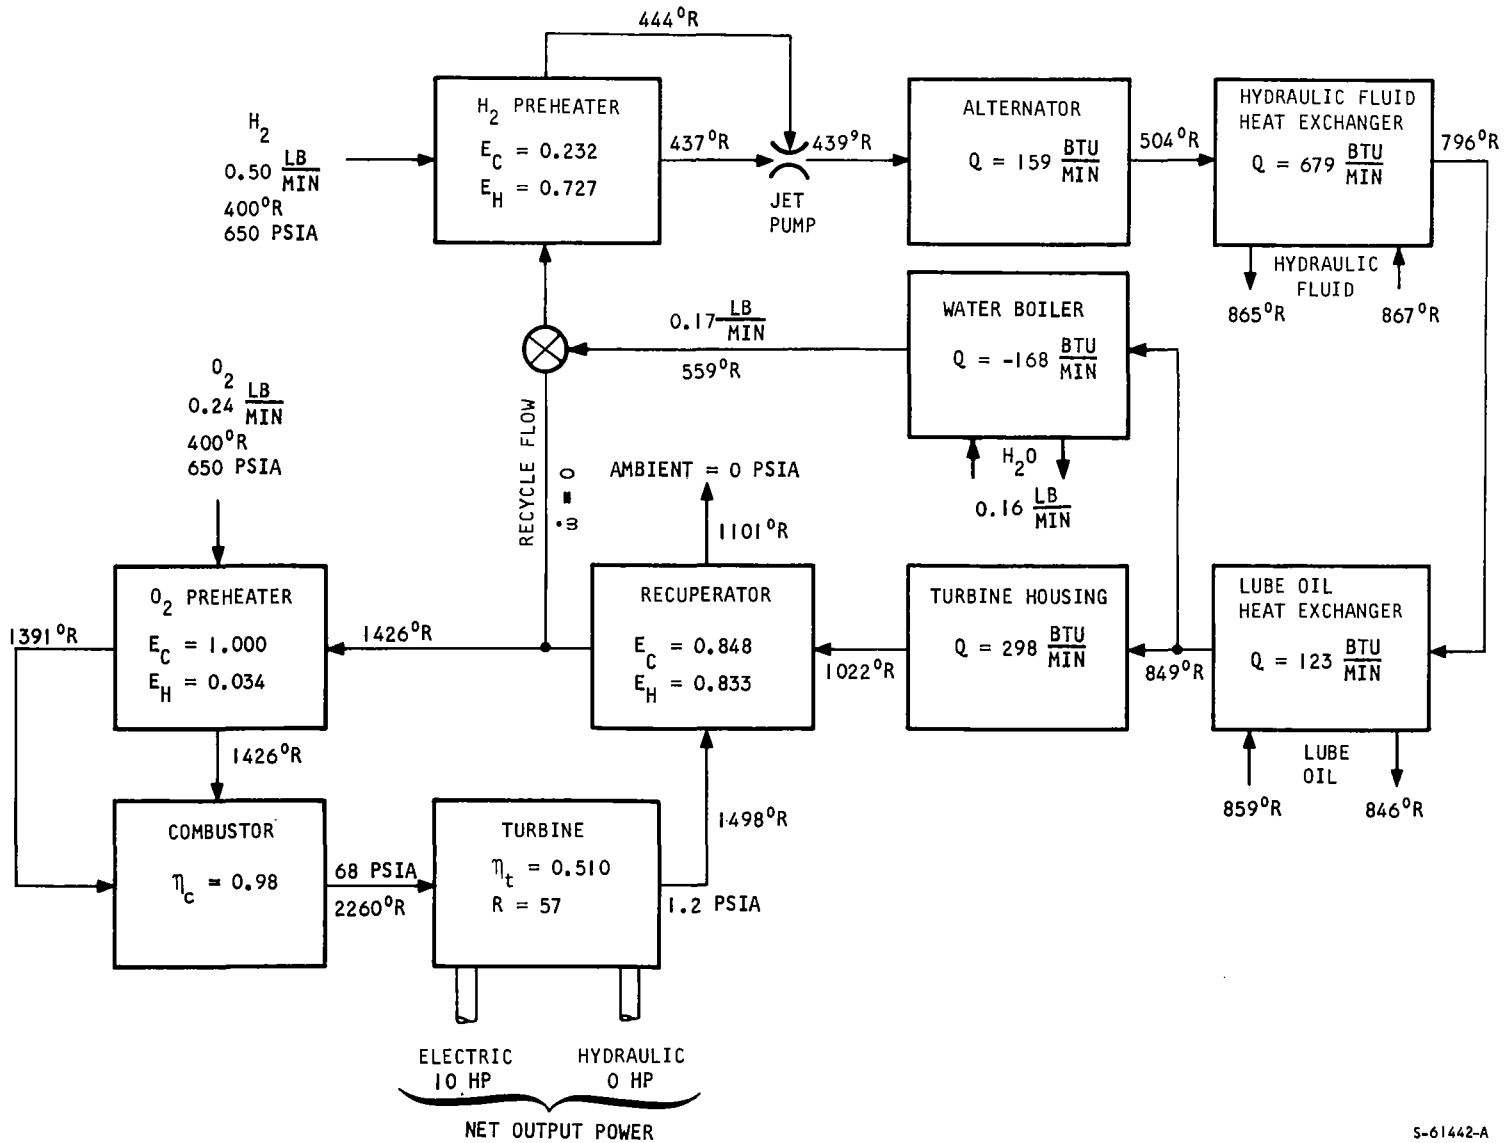 444°R
H2 PREHEATER
EC = 0.232
EH = 0.727
H2
0.50 LB/MIN
400°R
650 PSIA
437°R
JET
PUMP
439°R
ALTERNATOR
Q = 159 BTU/MIN
504°R
HYDRAULIC FLUID
HEAT EXCHANGER
Q = 679 BTU/MIN
796°R
HYDRAULIC
FLUID
865°R
867°R
WATER BOILER
Q = -168 BTU/MIN
0.17 LB/MIN
559°R
H2O
0.16 LB/MIN
O2
0.24 LB/MIN
400°R
650 PSIA
RECYCLE FLOW
ẇ = 0
AMBIENT = 0 PSIA
1101°R
O2 PREHEATER
EC = 1.000
EH = 0.034
1391°R
1426°R
RECUPERATOR
EC = 0.848
EH = 0.833
1022°R
TURBINE HOUSING
Q = 298 BTU/MIN
849°R
LUBE OIL
HEAT EXCHANGER
Q = 123 BTU/MIN
LUBE
OIL
859°R
846°R
1426°R
COMBUSTOR
ηc = 0.98
68 PSIA
2260°R
TURBINE
ηt = 0.510
R = 57
1498°R
1.2 PSIA
ELECTRIC
10 HP
HYDRAULIC
0 HP
NET OUTPUT POWER
S-61442-A